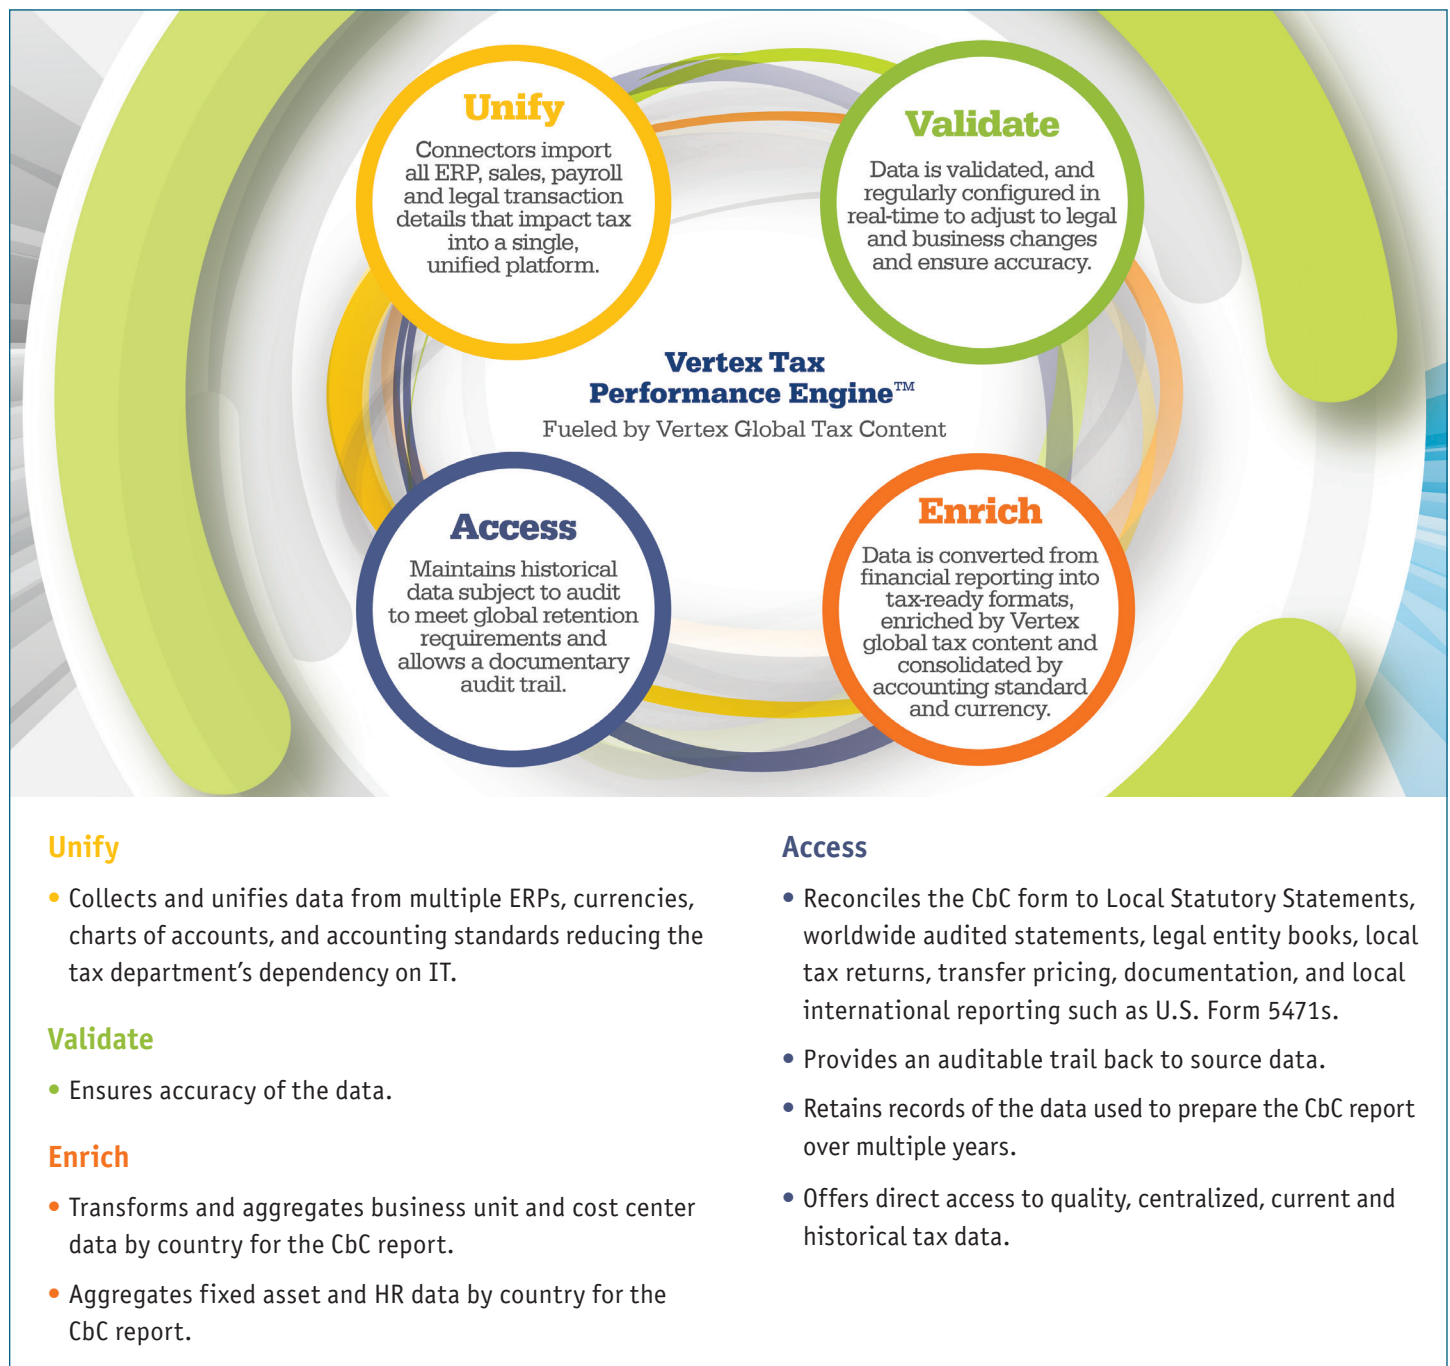 Unify
Connectors import
all ERP, sales, payroll
and legal transaction
details that impact tax
into a single,
unified platform.
Validate
Data is validated, and
regularly configured in
real-time to adjust to legal
and business changes
and ensure accuracy.
Vertex Tax
Performance Engine™
Fueled by Vertex Global Tax Content
Access
Maintains historical
data subject to audit
to meet global retention
requirements and
allows a documentary
audit trail.
Enrich
Data is converted from
financial reporting into
tax-ready formats,
enriched by Vertex
global tax content and
consolidated by
accounting standard
and currency.
Unify
• Collects and unifies data from multiple ERPs, currencies,
charts of accounts, and accounting standards reducing the
tax department’s dependency on IT.
Validate
• Ensures accuracy of the data.
Enrich
• Transforms and aggregates business unit and cost center
data by country for the CbC report.
• Aggregates fixed asset and HR data by country for the
CbC report.
Access
• Reconciles the CbC form to Local Statutory Statements,
worldwide audited statements, legal entity books, local
tax returns, transfer pricing, documentation, and local
international reporting such as U.S. Form 5471s.
• Provides an auditable trail back to source data.
• Retains records of the data used to prepare the CbC report
over multiple years.
• Offers direct access to quality, centralized, current and
historical tax data.